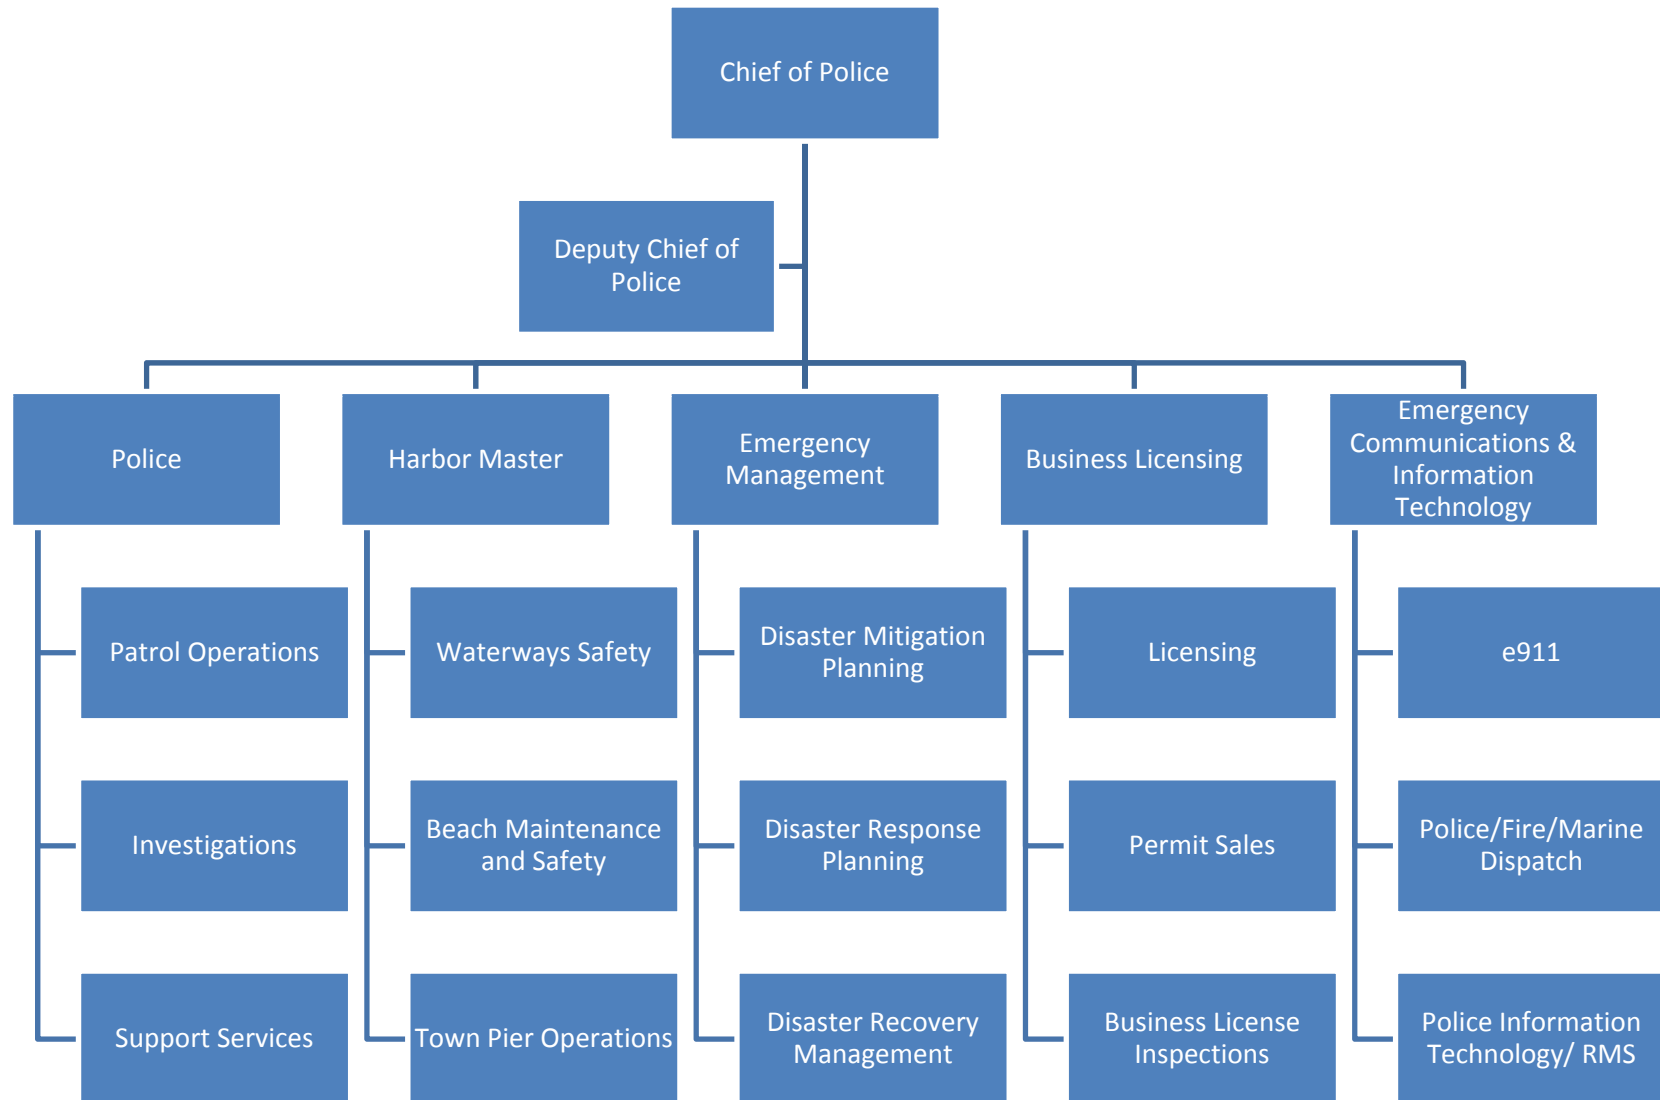 Chief of Police
Deputy Chief of
Police
Police
Harbor Master
Emergency
Management
Business Licensing
Emergency
Communications &
Information
Technology
Patrol Operations
Waterways Safety
Disaster Mitigation
Planning
Licensing
e911
Investigations
Beach Maintenance
and Safety
Disaster Response
Planning
Permit Sales
Police/Fire/Marine
Dispatch
Support Services
Town Pier Operations
Disaster Recovery
Management
Business License
Inspections
Police Information
Technology/ RMS